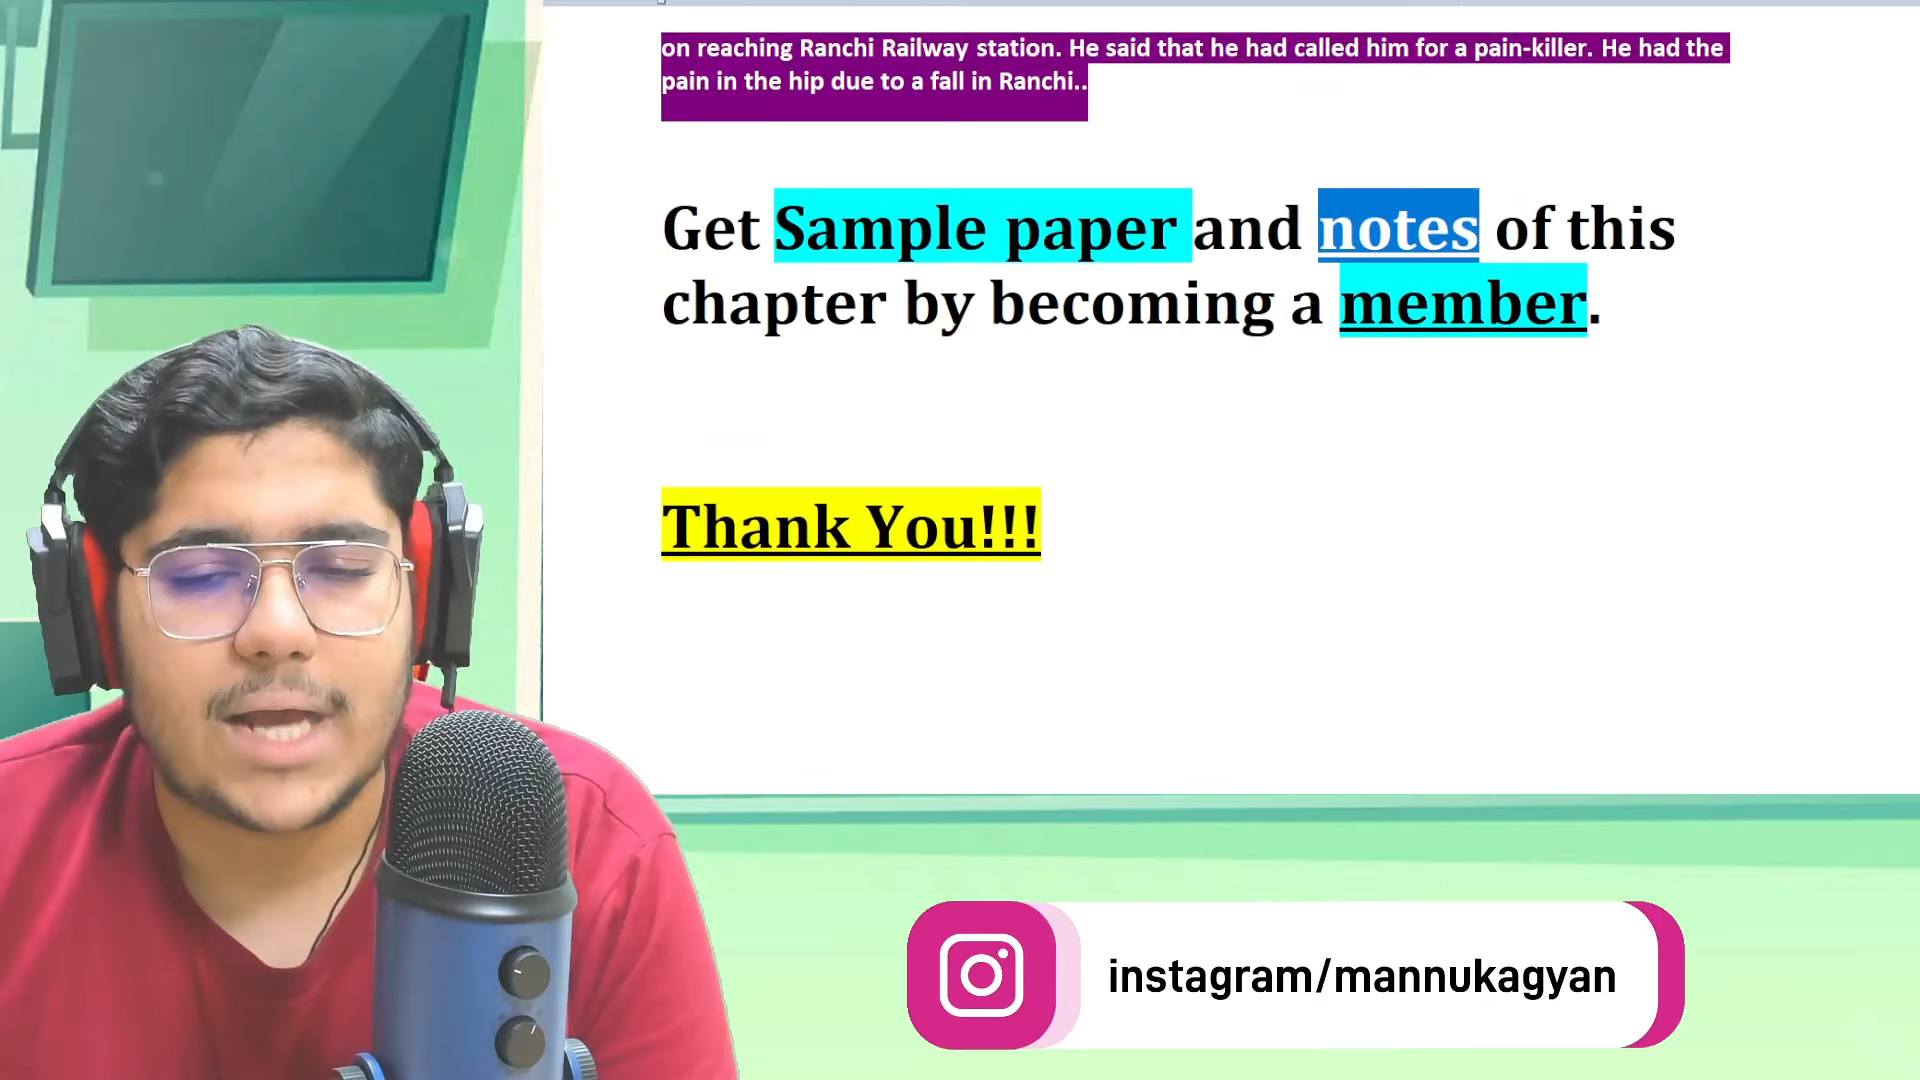 on reaching Ranchi Railway station. He said that he had called him for a pain-killer. He had the
pain in the hip due to a fall in Ranchi..
Get Sample paper and notes of this
chapter by becoming a member.
Thank You!!!
instagram/mannukagyan